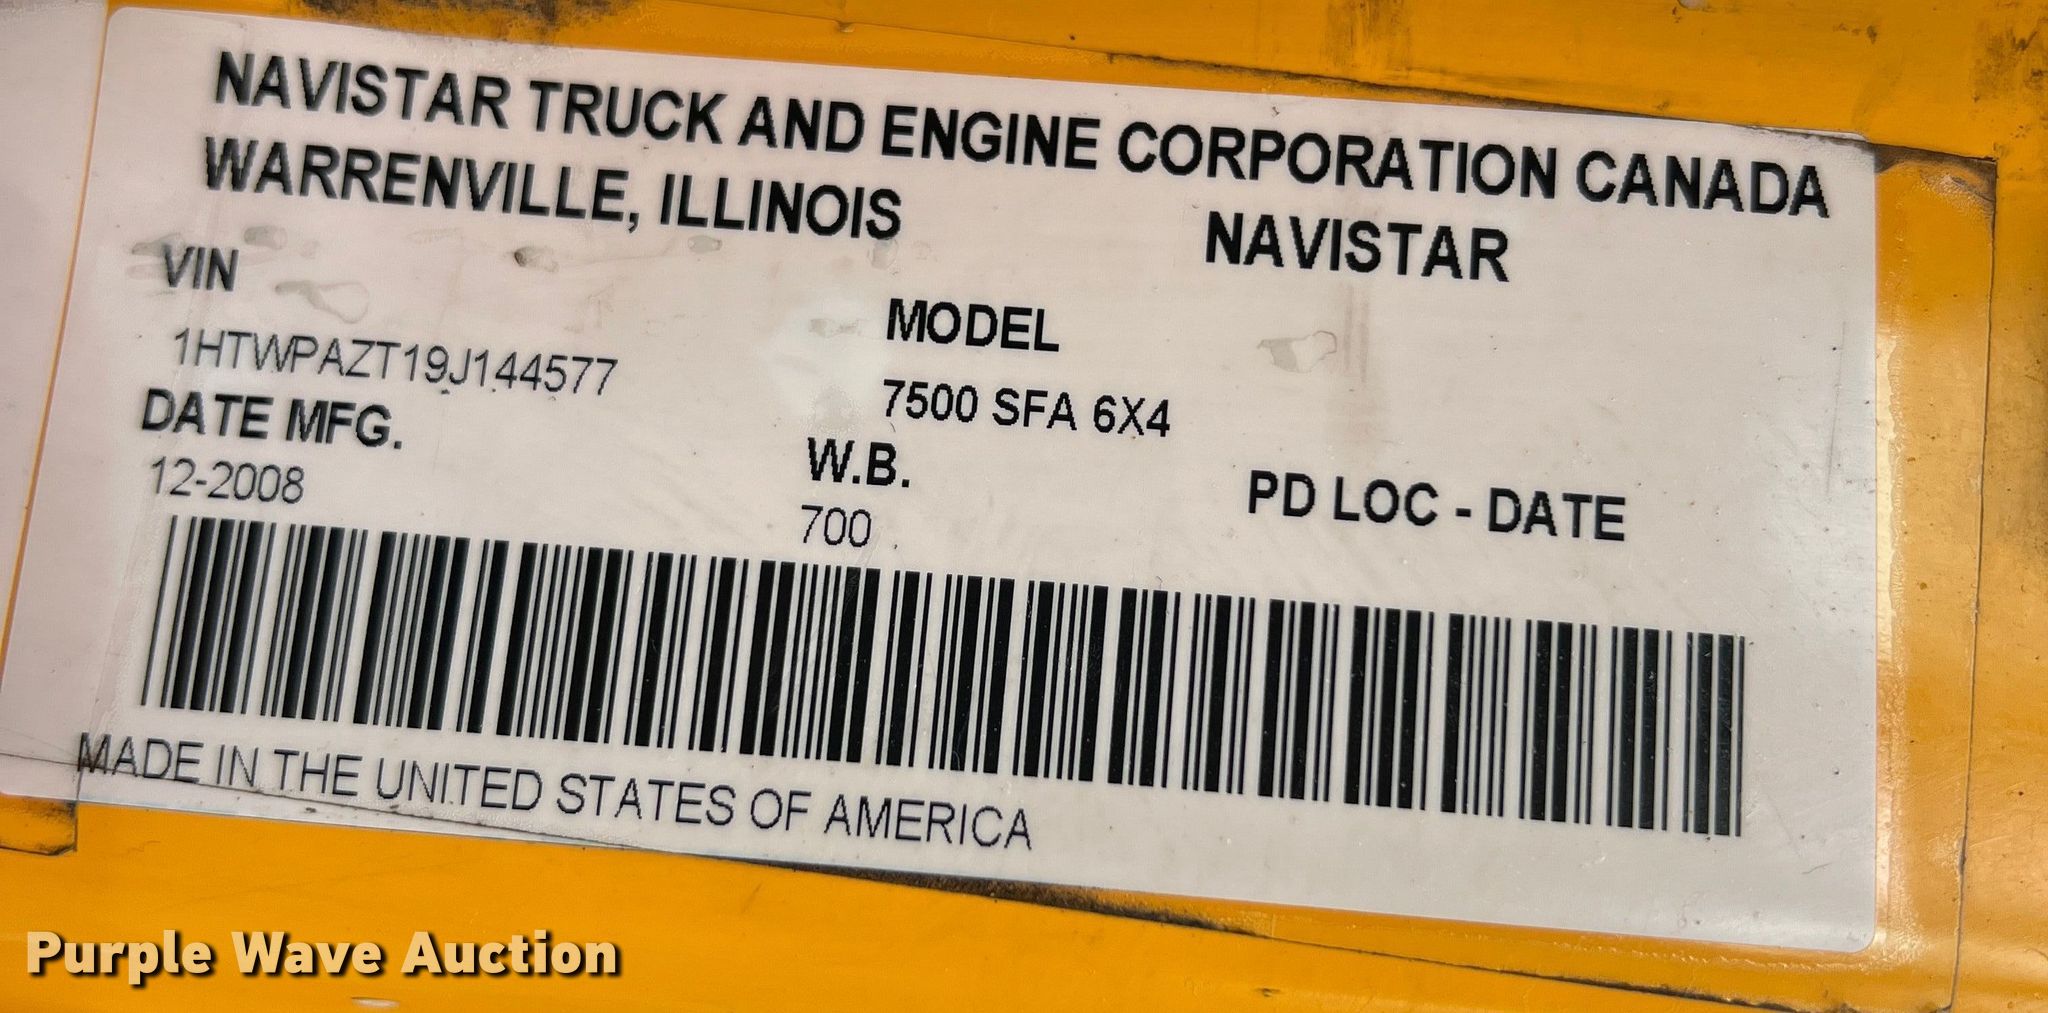 NAVISTAR TRUCK AND ENGINE CORPORATION CANADA
WARRENVILLE, ILLINOIS NAVISTAR
VIN MODEL
1HTWPAZT19J144577 7500 SFA 6X4
DATE MFG. W.B. PD LOC - DATE
12-2008 700
MADE IN THE UNITED STATES OF AMERICA
Purple Wave Auction